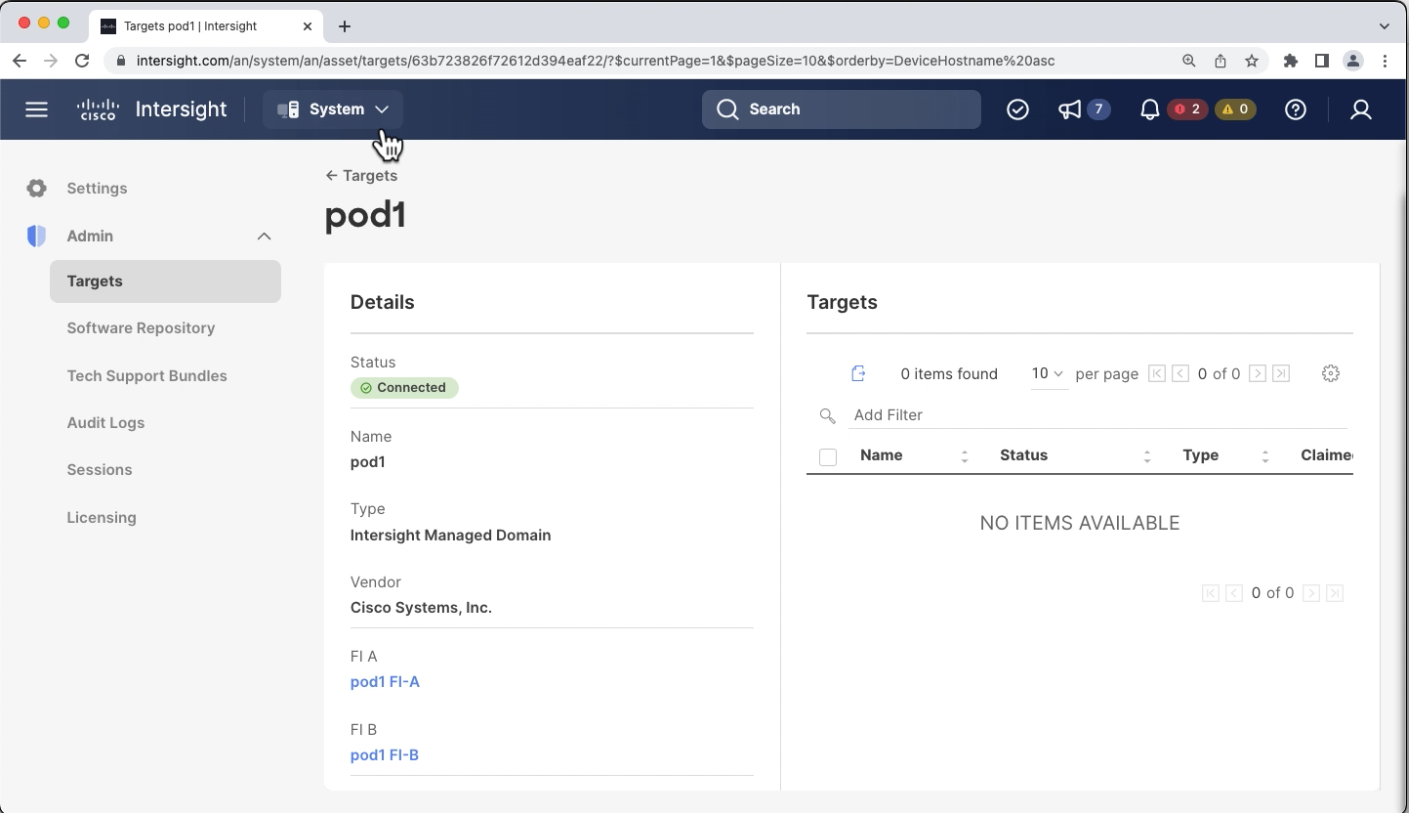 Targets pod1 | Intersight
intersight.com/an/system/an/asset/targets/63b723826f72612d394eaf22/?$currentPage=1&$pageSize=10&$orderby=DeviceHostname%20asc
cisco Intersight System Search 7 2 0
Settings
Admin
Targets
Software Repository
Tech Support Bundles
Audit Logs
Sessions
Licensing
← Targets
pod1
Details
Status
Connected
Name
pod1
Type
Intersight Managed Domain
Vendor
Cisco Systems, Inc.
FI A
pod1 FI-A
FI B
pod1 FI-B
Targets
0 items found 10 per page 0 of 0
Add Filter
Name Status Type Claime
NO ITEMS AVAILABLE
0 of 0